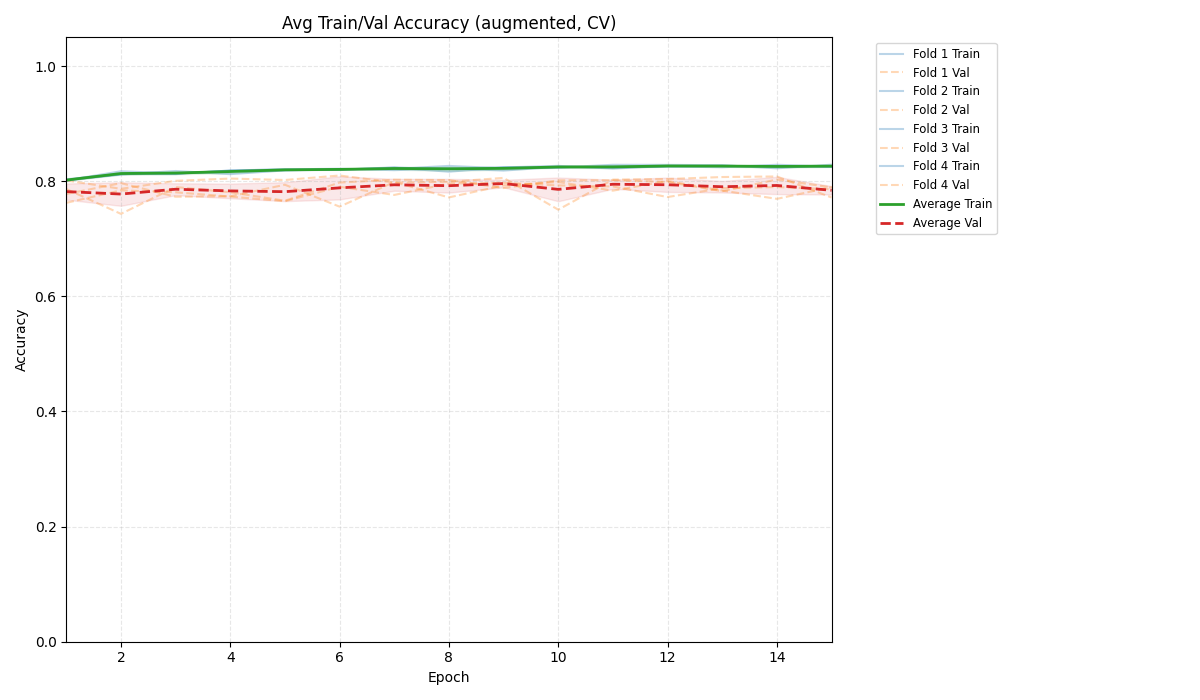 Avg Train/Val Accuracy (augmented, CV)
1.0
0.8
0.6
0.4
0.2
0.0
Accuracy
2 4 6 8 10 12 14
Epoch
Fold 1 Train
Fold 1 Val
Fold 2 Train
Fold 2 Val
Fold 3 Train
Fold 3 Val
Fold 4 Train
Fold 4 Val
Average Train
Average Val